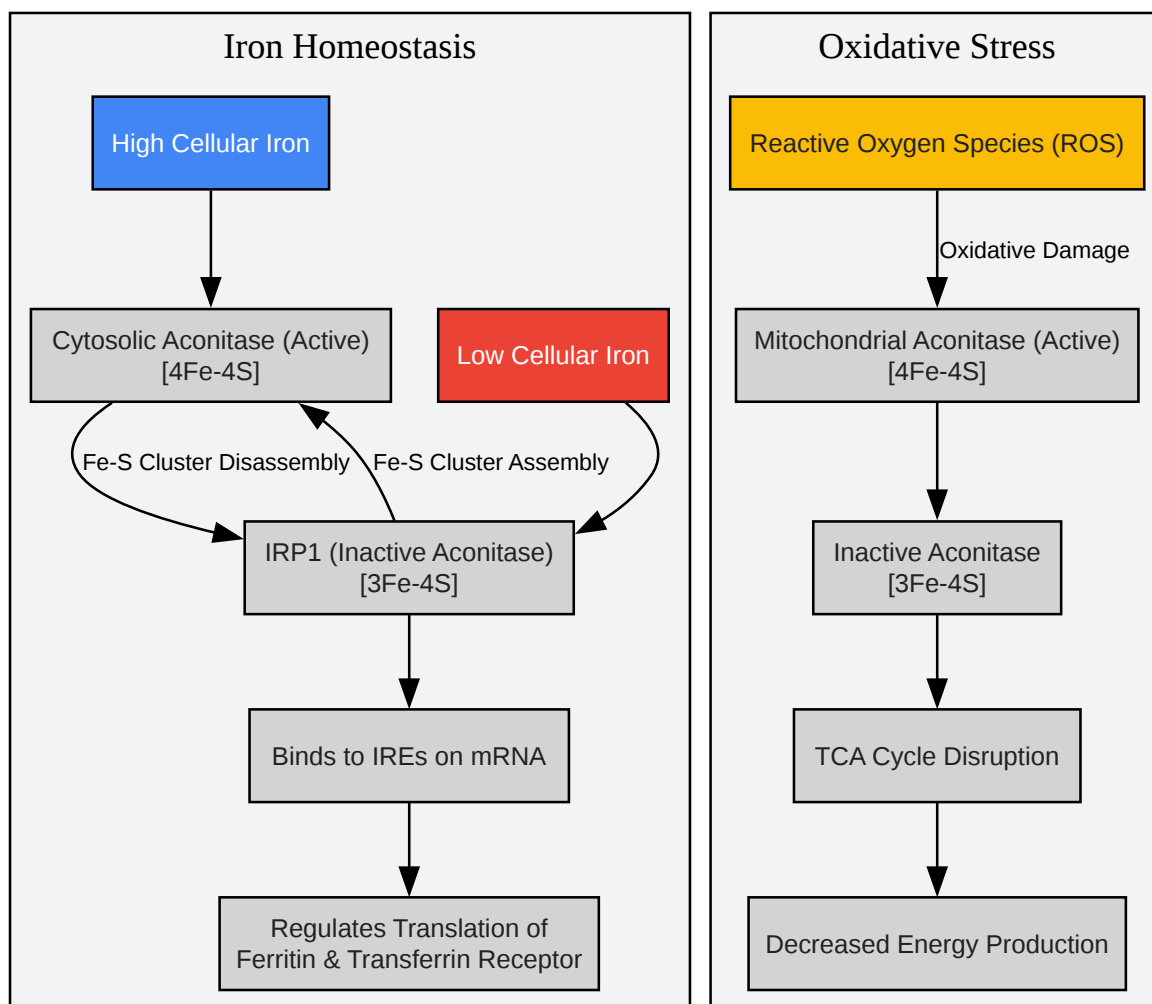 Iron Homeostasis
High Cellular Iron
Cytosolic Aconitase (Active)
[4Fe-4S]
Low Cellular Iron
Fe-S Cluster Disassembly
Fe-S Cluster Assembly
IRP1 (Inactive Aconitase)
[3Fe-4S]
Binds to IREs on mRNA
Regulates Translation of
Ferritin & Transferrin Receptor
Oxidative Stress
Reactive Oxygen Species (ROS)
Oxidative Damage
Mitochondrial Aconitase (Active)
[4Fe-4S]
Inactive Aconitase
[3Fe-4S]
TCA Cycle Disruption
Decreased Energy Production